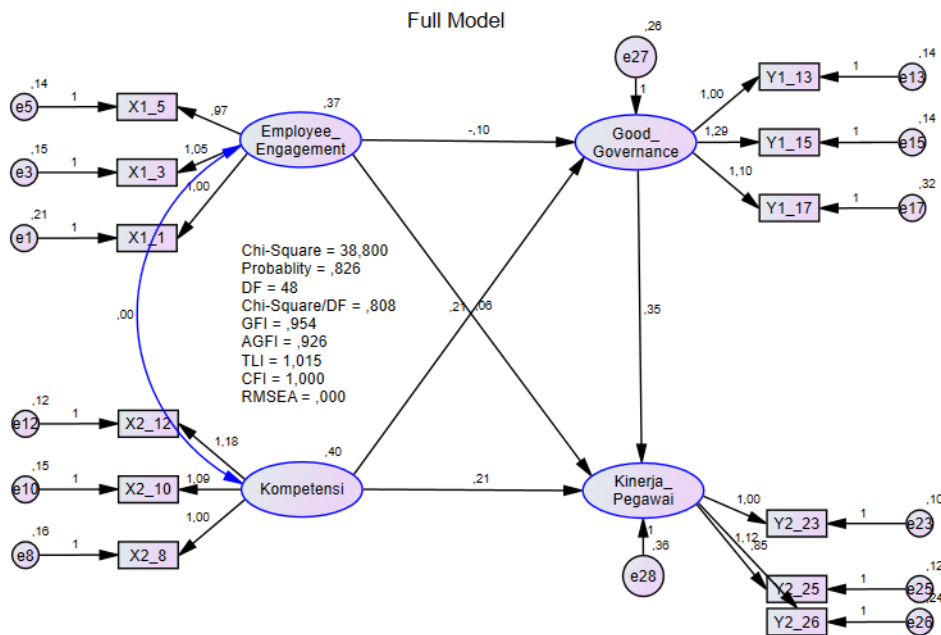 Full Model
,26
e27
1
,14
e5
1
X1_5
,97
,37
Employee_
Engagement
-,10
Good_
Governance
1,00
Y1_13
1
,14
e13
,15
e3
1
X1_3
1,05
1,29
Y1_15
1
,14
e15
,21
e1
1
X1_1
1,00
1,10
Y1_17
1
,32
e17
Chi-Square = 38,800
Probablity = ,826
DF = 48
Chi-Square/DF = ,808
GFI = ,954
AGFI = ,926
TLI = 1,015
CFI = 1,000
RMSEA = ,000
,00
,21
,06
,35
,12
e12
1
X2_12
1,18
,40
,15
e10
1
X2_10
1,09
Kompetensi
,21
Kinerja_
Pegawai
,16
e8
1
X2_8
1,00
1
,36
e28
1,00
Y2_23
1
,10
e23
1,12
,85
Y2_25
1
,12
e25
Y2_26
1
,24
e26